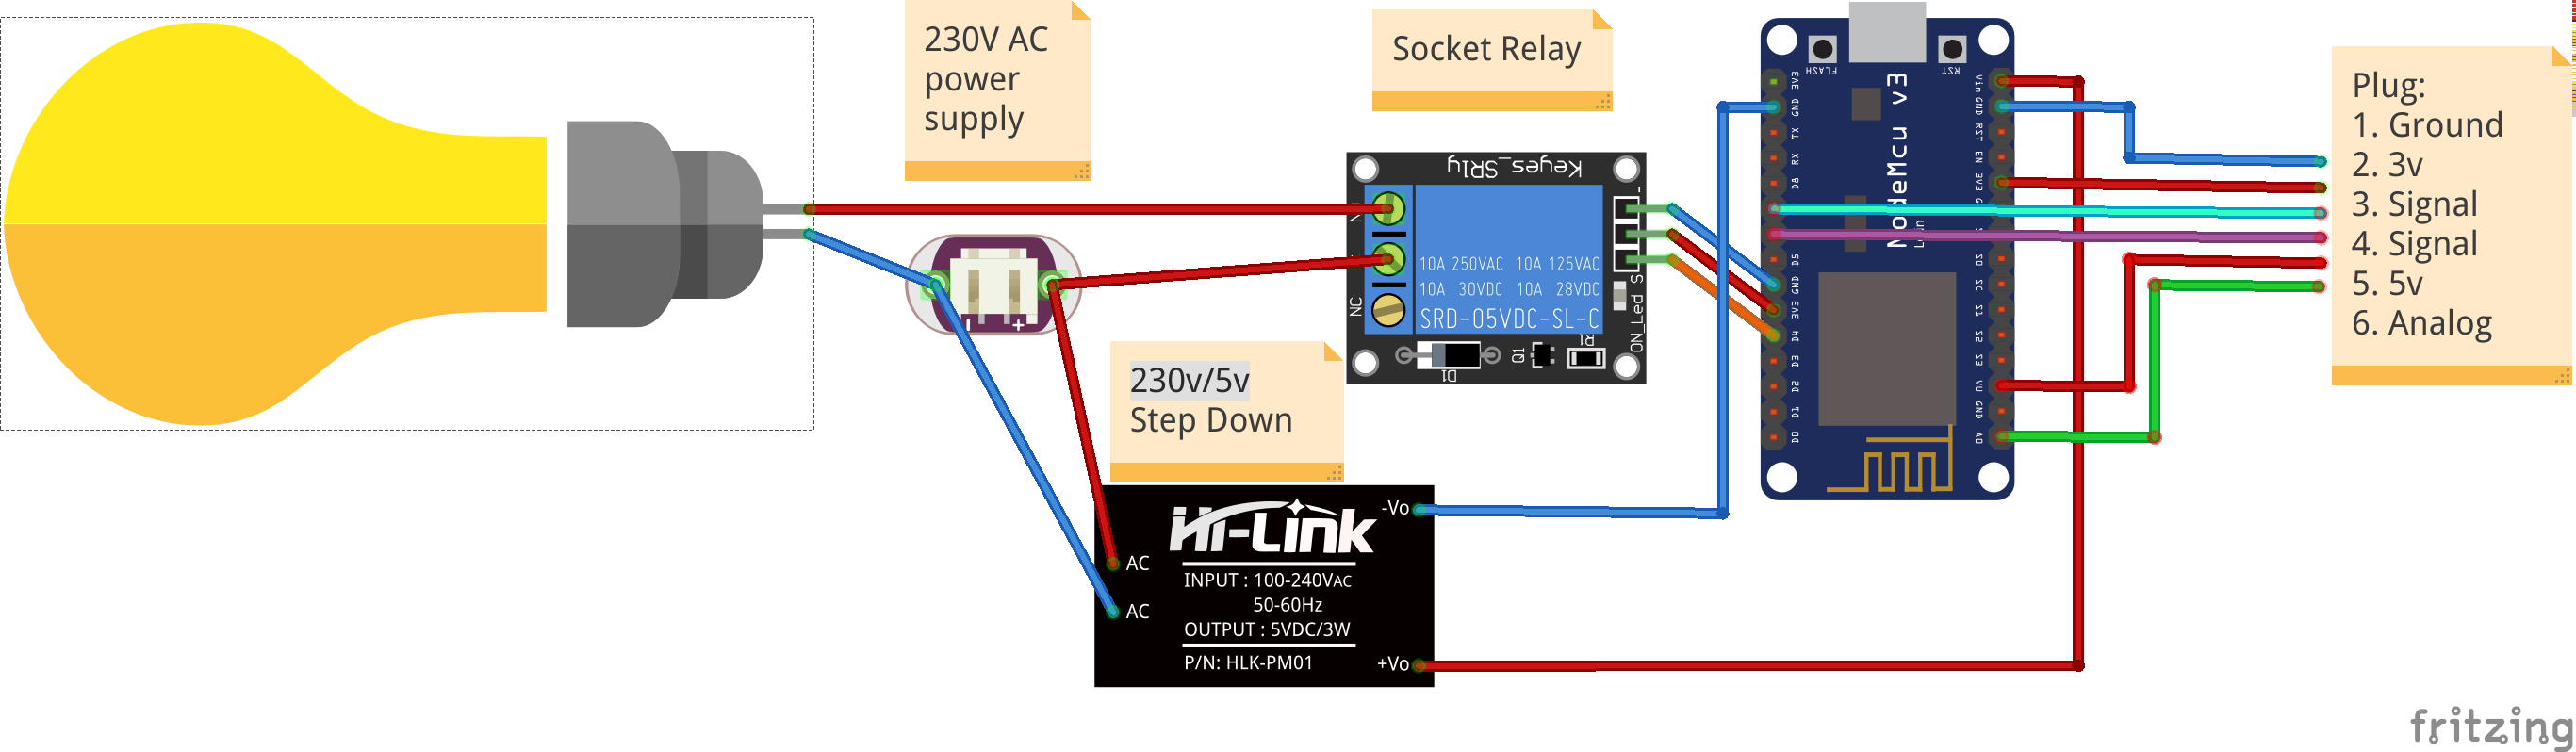 230V AC
power
supply
Socket Relay
Plug:
1. Ground
2. 3v
3. Signal
4. Signal
5. 5v
6. Analog
230v/5v
Step Down
Keyes_SR1y
NC
10A 250VAC 10A 125VAC
10A 30VDC 10A 28VDC
SRD-05VDC-SL-C
ON_Led
S
-
D1
Q1
R1
- +
NodeMcu v3
FLASH
RST
3V3
GND
TX
RX
D8
D5
GND
3V3
D4
D3
D2
D1
D0
Vin
GND
RST
EN
3V3
G
SO
SC
S1
S2
S3
VU
GND
A0
Hi-Link
AC
AC
-Vo
+Vo
INPUT : 100-240VAC
50-60Hz
OUTPUT : 5VDC/3W
P/N: HLK-PM01
fritzing